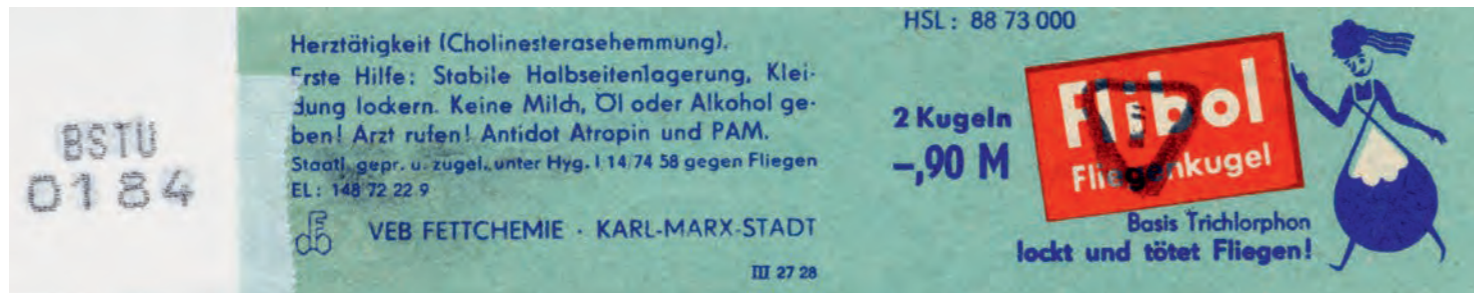 BSTU
0184
Herztätigkeit (Cholinesterasehemmung).
Erste Hilfe: Stabile Halbseitenlagerung, Klei-
dung lockern. Keine Milch, Öl oder Alkohol ge-
ben! Arzt rufen! Antidot Atropin und PAM.
Staatl. gepr. u. zugel. unter Hyg. I 14/74 58 gegen Fliegen
EL: 148 72 22 9
VEB FETTCHEMIE · KARL-MARX-STADT
III 27 28
HSL: 88 73 000
2 Kugeln
–,90 M
Flibol
Fliegenkugel
Basis Trichlorphon
lockt und tötet Fliegen!